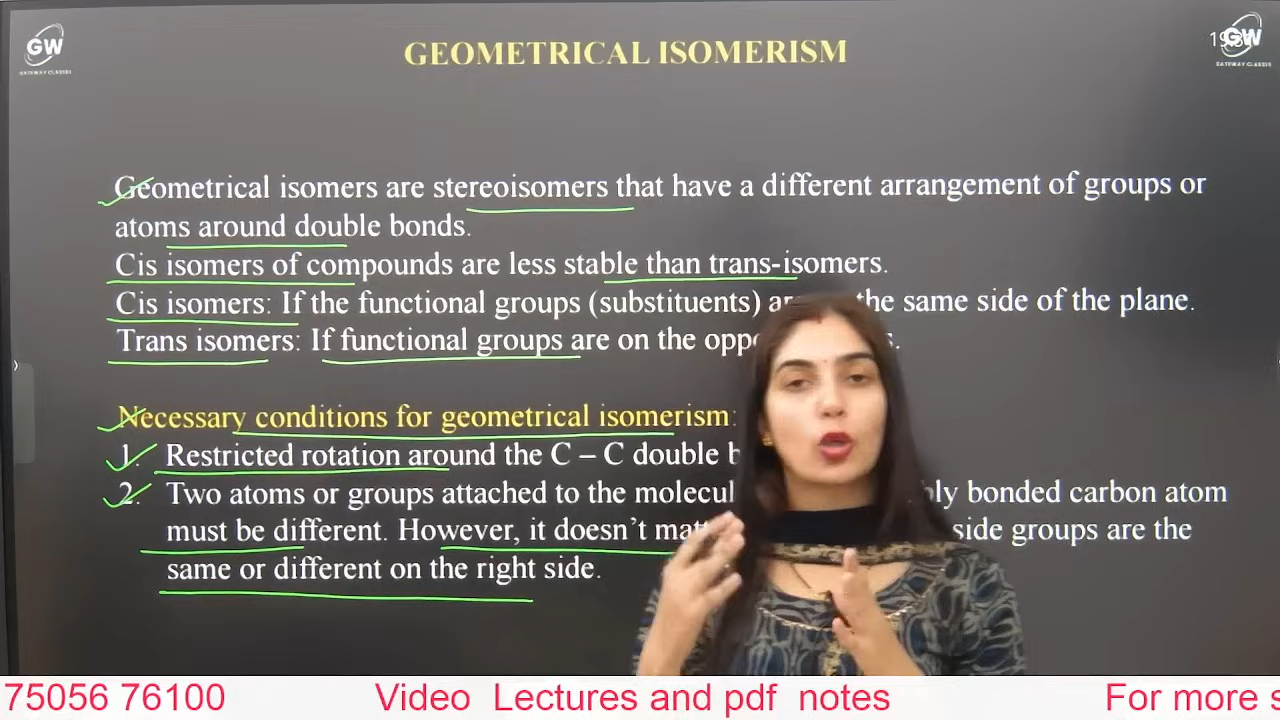 GW
GATEWAY CLASSES
GEOMETRICAL ISOMERISM
GW
GATEWAY CLASSES
Geometrical isomers are stereoisomers that have a different arrangement of groups or
atoms around double bonds.
Cis isomers of compounds are less stable than trans-isomers.
Cis isomers: If the functional groups (substituents) the same side of the plane.
Trans isomers: If functional groups are on the
Necessary conditions for geometrical isomerism:
1. Restricted rotation around the C – C double
2. Two atoms or groups attached to the bonded carbon atom
must be different. However, it doesn’t side groups are the
same or different on the right side.
75056 76100 Video Lectures and pdf notes For more